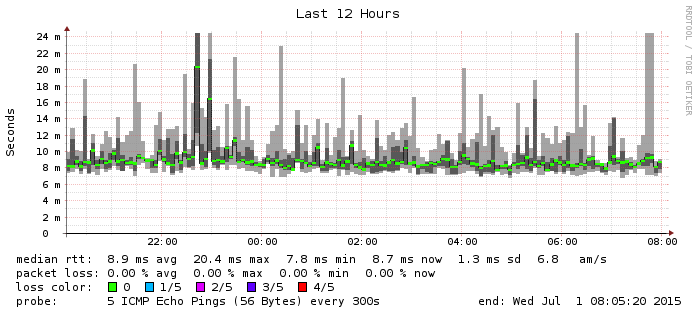 Last 12 Hours
RRDTOOL / TOBI OETIKER
Seconds
24 m
22 m
20 m
18 m
16 m
14 m
12 m
10 m
8 m
6 m
4 m
2 m
0
22:00 00:00 02:00 04:00 06:00 08:00
median rtt: 8.9 ms avg 20.4 ms max 7.8 ms min 8.7 ms now 1.3 ms sd 6.8 am/s
packet loss: 0.00 % avg 0.00 % max 0.00 % min 0.00 % now
loss color: 0 1/5 2/5 3/5 4/5
probe: 5 ICMP Echo Pings (56 Bytes) every 300s end: Wed Jul 1 08:05:20 2015